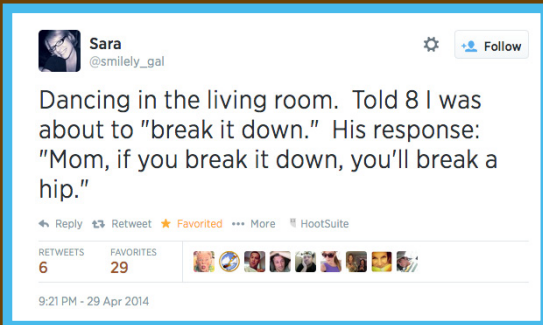 Sara
@smilely_gal
Follow
Dancing in the living room.  Told 8 I was
about to "break it down."  His response:
"Mom, if you break it down, you'll break a
hip."
Reply Retweet Favorited More HootSuite
RETWEETS FAVORITES
6 29
9:21 PM - 29 Apr 2014